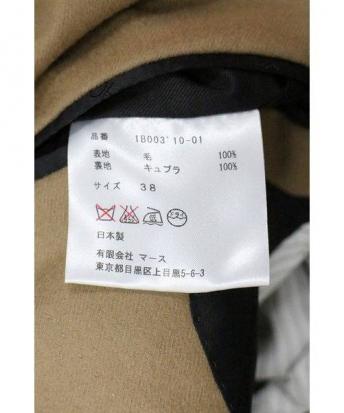 品番 18003'10-01
表地 毛 100%
裏地 キュプラ 100%
サイズ 38
日本製
有限会社 マース
東京都目黒区上目黒5-6-3